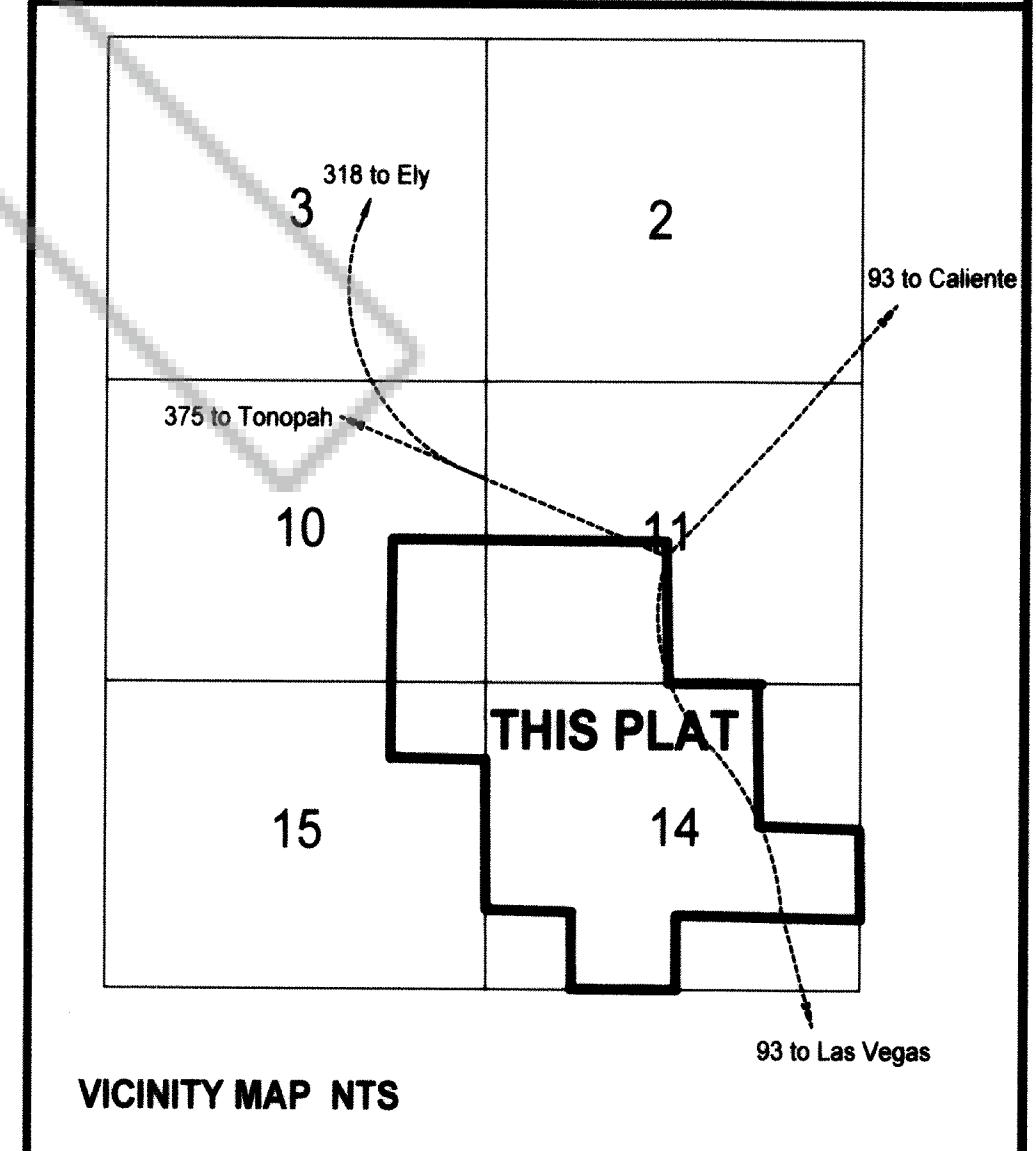 318 to Ely
3
2
93 to Caliente
375 to Tonopah
10
11
THIS PLAT
15
14
93 to Las Vegas
VICINITY MAP NTS